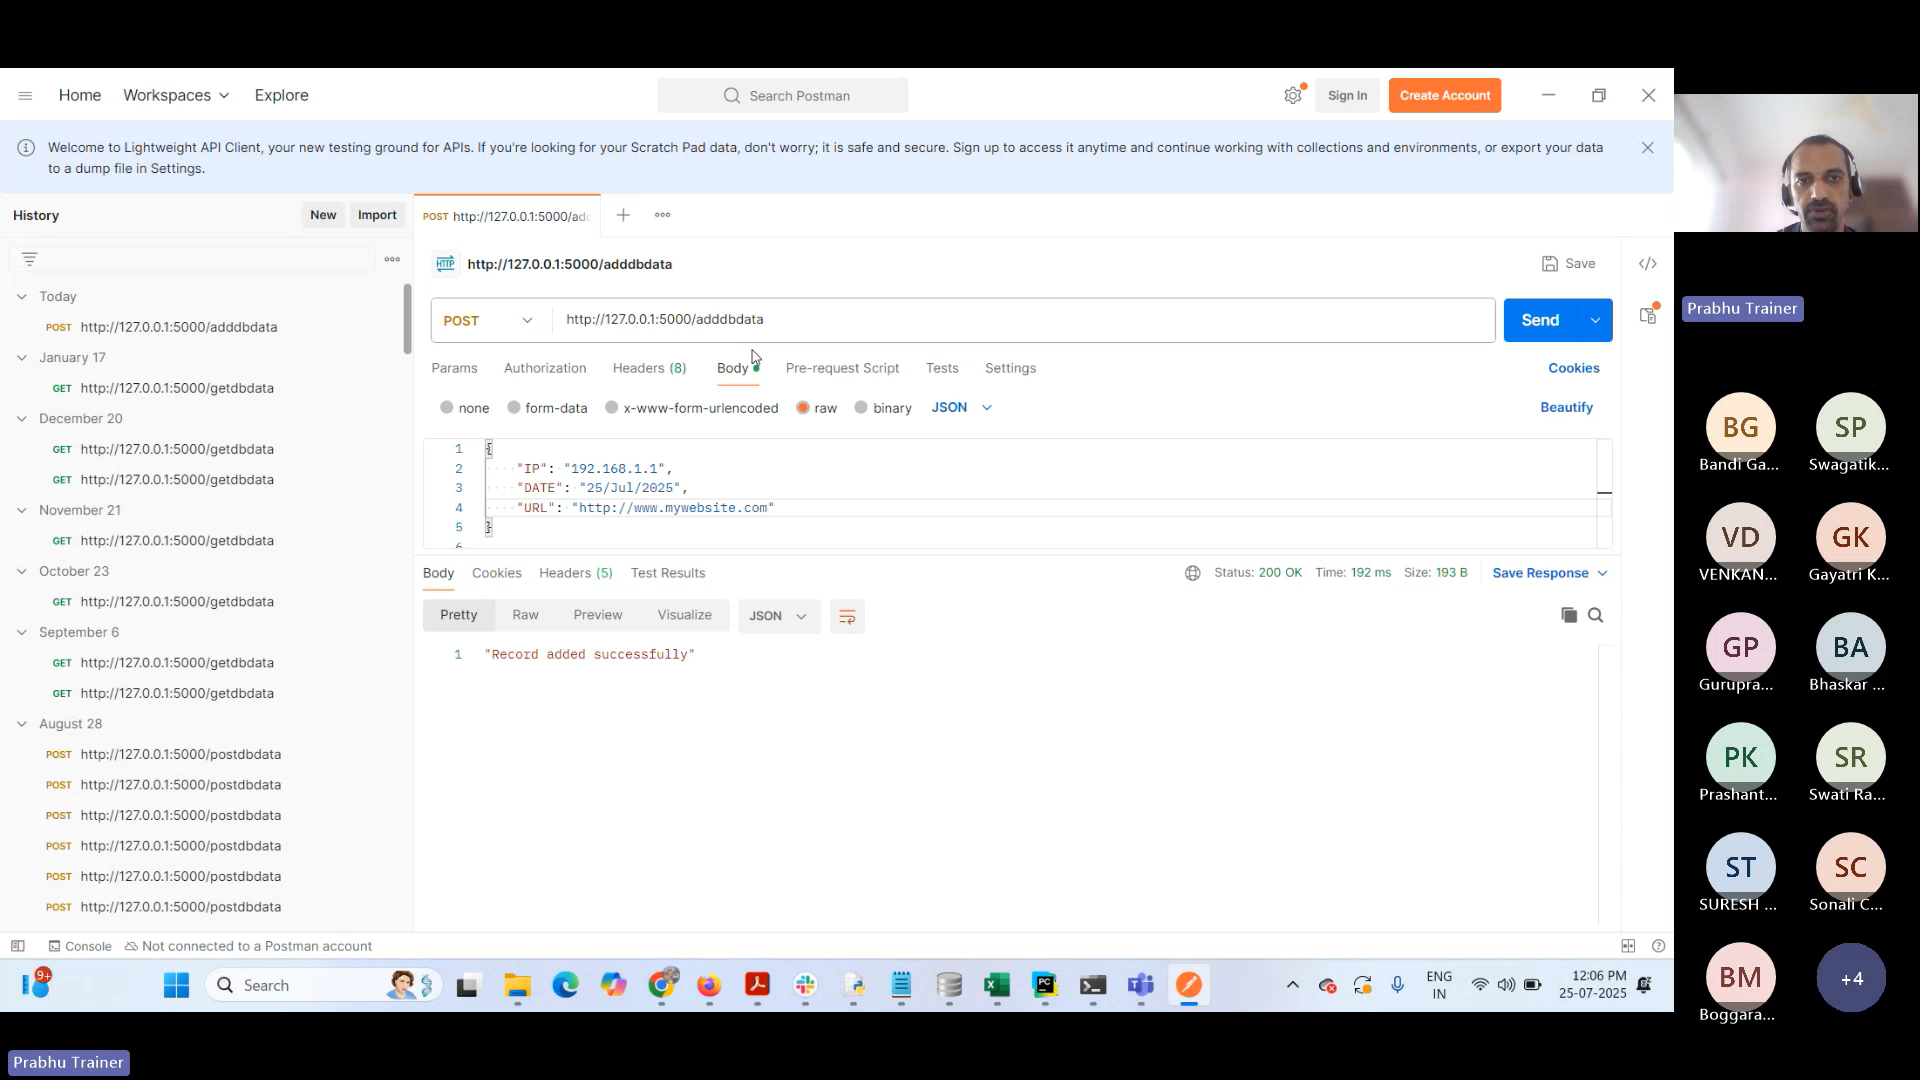 Home Workspaces Explore
Search Postman
Sign In Create Account
Welcome to Lightweight API Client, your new testing ground for APIs. If you're looking for your Scratch Pad data, don't worry; it is safe and secure. Sign up to access it anytime and continue working with collections and environments, or export your data
to a dump file in Settings.
History New Import
Today
POST http://127.0.0.1:5000/adddbdata
January 17
GET http://127.0.0.1:5000/getdbdata
December 20
GET http://127.0.0.1:5000/getdbdata
GET http://127.0.0.1:5000/getdbdata
November 21
GET http://127.0.0.1:5000/getdbdata
October 23
GET http://127.0.0.1:5000/getdbdata
September 6
GET http://127.0.0.1:5000/getdbdata
GET http://127.0.0.1:5000/getdbdata
August 28
POST http://127.0.0.1:5000/postdbdata
POST http://127.0.0.1:5000/postdbdata
POST http://127.0.0.1:5000/postdbdata
POST http://127.0.0.1:5000/postdbdata
POST http://127.0.0.1:5000/postdbdata
POST http://127.0.0.1:5000/postdbdata
POST http://127.0.0.1:5000/add
HTTP http://127.0.0.1:5000/adddbdata
Save
POST http://127.0.0.1:5000/adddbdata
Send
Params Authorization Headers (8) Body Pre-request Script Tests Settings
Cookies
none form-data x-www-form-urlencoded raw binary JSON
Beautify
1 {
2 "IP": "192.168.1.1",
3 "DATE": "25/Jul/2025",
4 "URL": "http://www.mywebsite.com"
5 }
6
Body Cookies Headers (5) Test Results
Status: 200 OK Time: 192 ms Size: 193 B Save Response
Pretty Raw Preview Visualize JSON
1 "Record added successfully"
Console Not connected to a Postman account
9+
Search
PC
ENG
IN
12:06 PM
25-07-2025
Prabhu Trainer
Prabhu Trainer
BG SP
Bandi Ga... Swagatik...
VD GK
VENKAN... Gayatri K...
GP BA
Gurupra... Bhaskar ...
PK SR
Prashant... Swati Ra...
ST SC
SURESH ... Sonali C...
BM +4
Boggara...